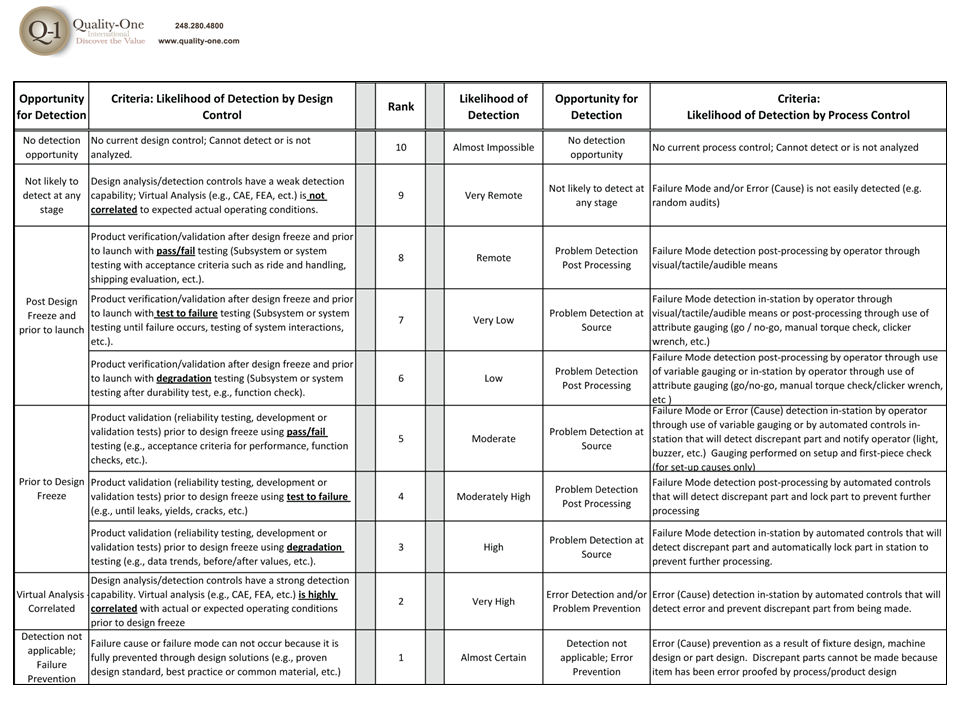 Q-1
Quality-One
International
Discover the Value
248.280.4800
www.quality-one.com
Opportunity
for Detection
Criteria: Likelihood of Detection by Design
Control
Rank
Likelihood of
Detection
Opportunity for
Detection
Criteria:
Likelihood of Detection by Process Control
No detection
opportunity
No current design control; Cannot detect or is not
analyzed.
10
Almost Impossible
No detection
opportunity
No current process control; Cannot detect or is not analyzed
Not likely to
detect at any
stage
Design analysis/detection controls have a weak detection
capability; Virtual Analysis (e.g., CAE, FEA, ect.) is not
correlated to expected actual operating conditions.
9
Very Remote
Not likely to detect at
any stage
Failure Mode and/or Error (Cause) is not easily detected (e.g.
random audits)
Post Design
Freeze and
prior to launch
Product verification/validation after design freeze and prior
to launch with pass/fail testing (Subsystem or system
testing with acceptance criteria such as ride and handling,
shipping evaluation, ect.).
8
Remote
Problem Detection
Post Processing
Failure Mode detection post-processing by operator through
visual/tactile/audible means
Product verification/validation after design freeze and prior
to launch with test to failure testing (Subsystem or system
testing until failure occurs, testing of system interactions,
etc.).
7
Very Low
Problem Detection at
Source
Failure Mode detection in-station by operator through
visual/tactile/audible means or post-processing through use of
attribute gauging (go / no-go, manual torque check, clicker
wrench, etc.)
Product verification/validation after design freeze and prior
to launch with degradation testing (Subsystem or system
testing after durability test, e.g., function check).
6
Low
Problem Detection
Post Processing
Failure Mode detection post-processing by operator through use
of variable gauging or in-station by operator through use of
attribute gauging (go/no-go, manual torque check/clicker wrench,
etc )
Prior to Design
Freeze
Product validation (reliability testing, development or
validation tests) prior to design freeze using pass/fail
testing (e.g., acceptance criteria for performance, function
checks, etc.).
5
Moderate
Problem Detection at
Source
Failure Mode or Error (Cause) detection in-station by operator
through use of variable gauging or by automated controls in-
station that will detect discrepant part and notify operator (light,
buzzer, etc.)  Gauging performed on setup and first-piece check
(for set-up causes only)
Product validation (reliability testing, development or
validation tests) prior to design freeze using test to failure
(e.g., until leaks, yields, cracks, etc.)
4
Moderately High
Problem Detection
Post Processing
Failure Mode detection post-processing by automated controls
that will detect discrepant part and lock part to prevent further
processing
Product validation (reliability testing, development or
validation tests) prior to design freeze using degradation
testing (e.g., data trends, before/after values, etc.).
3
High
Problem Detection at
Source
Failure Mode detection in-station by automated controls that will
detect discrepant part and automatically lock part in station to
prevent further processing.
Virtual Analysis -
Correlated
Design analysis/detection controls have a strong detection
capability. Virtual analysis (e.g., CAE, FEA, etc.) is highly
correlated with actual or expected operating conditions
prior to design freeze
2
Very High
Error Detection and/or
Problem Prevention
Error (Cause) detection in-station by automated controls that will
detect error and prevent discrepant part from being made.
Detection not
applicable;
Failure
Prevention
Failure cause or failure mode can not occur because it is
fully prevented through design solutions (e.g., proven
design standard, best practice or common material, etc.)
1
Almost Certain
Detection not
applicable; Error
Prevention
Error (Cause) prevention as a result of fixture design, machine
design or part design.  Discrepant parts cannot be made because
item has been error proofed by process/product design